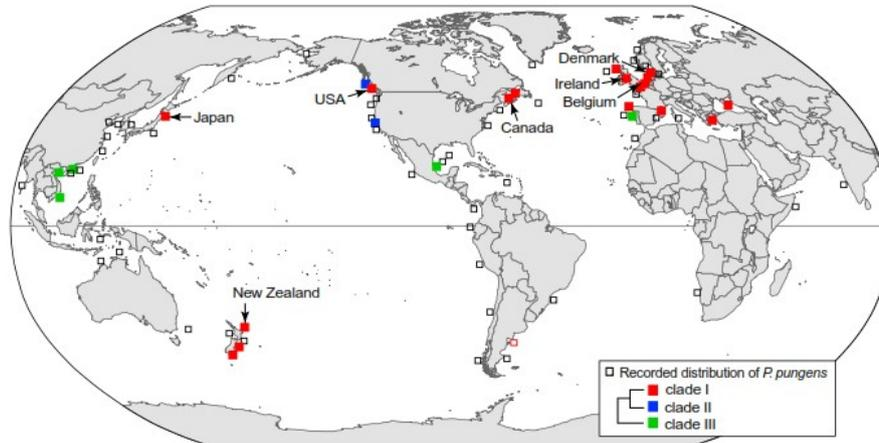 Denmark
Ireland
USA
Belgium
Japan
Canada
New Zealand
Recorded distribution of P. pungens
clade I
clade II
clade III